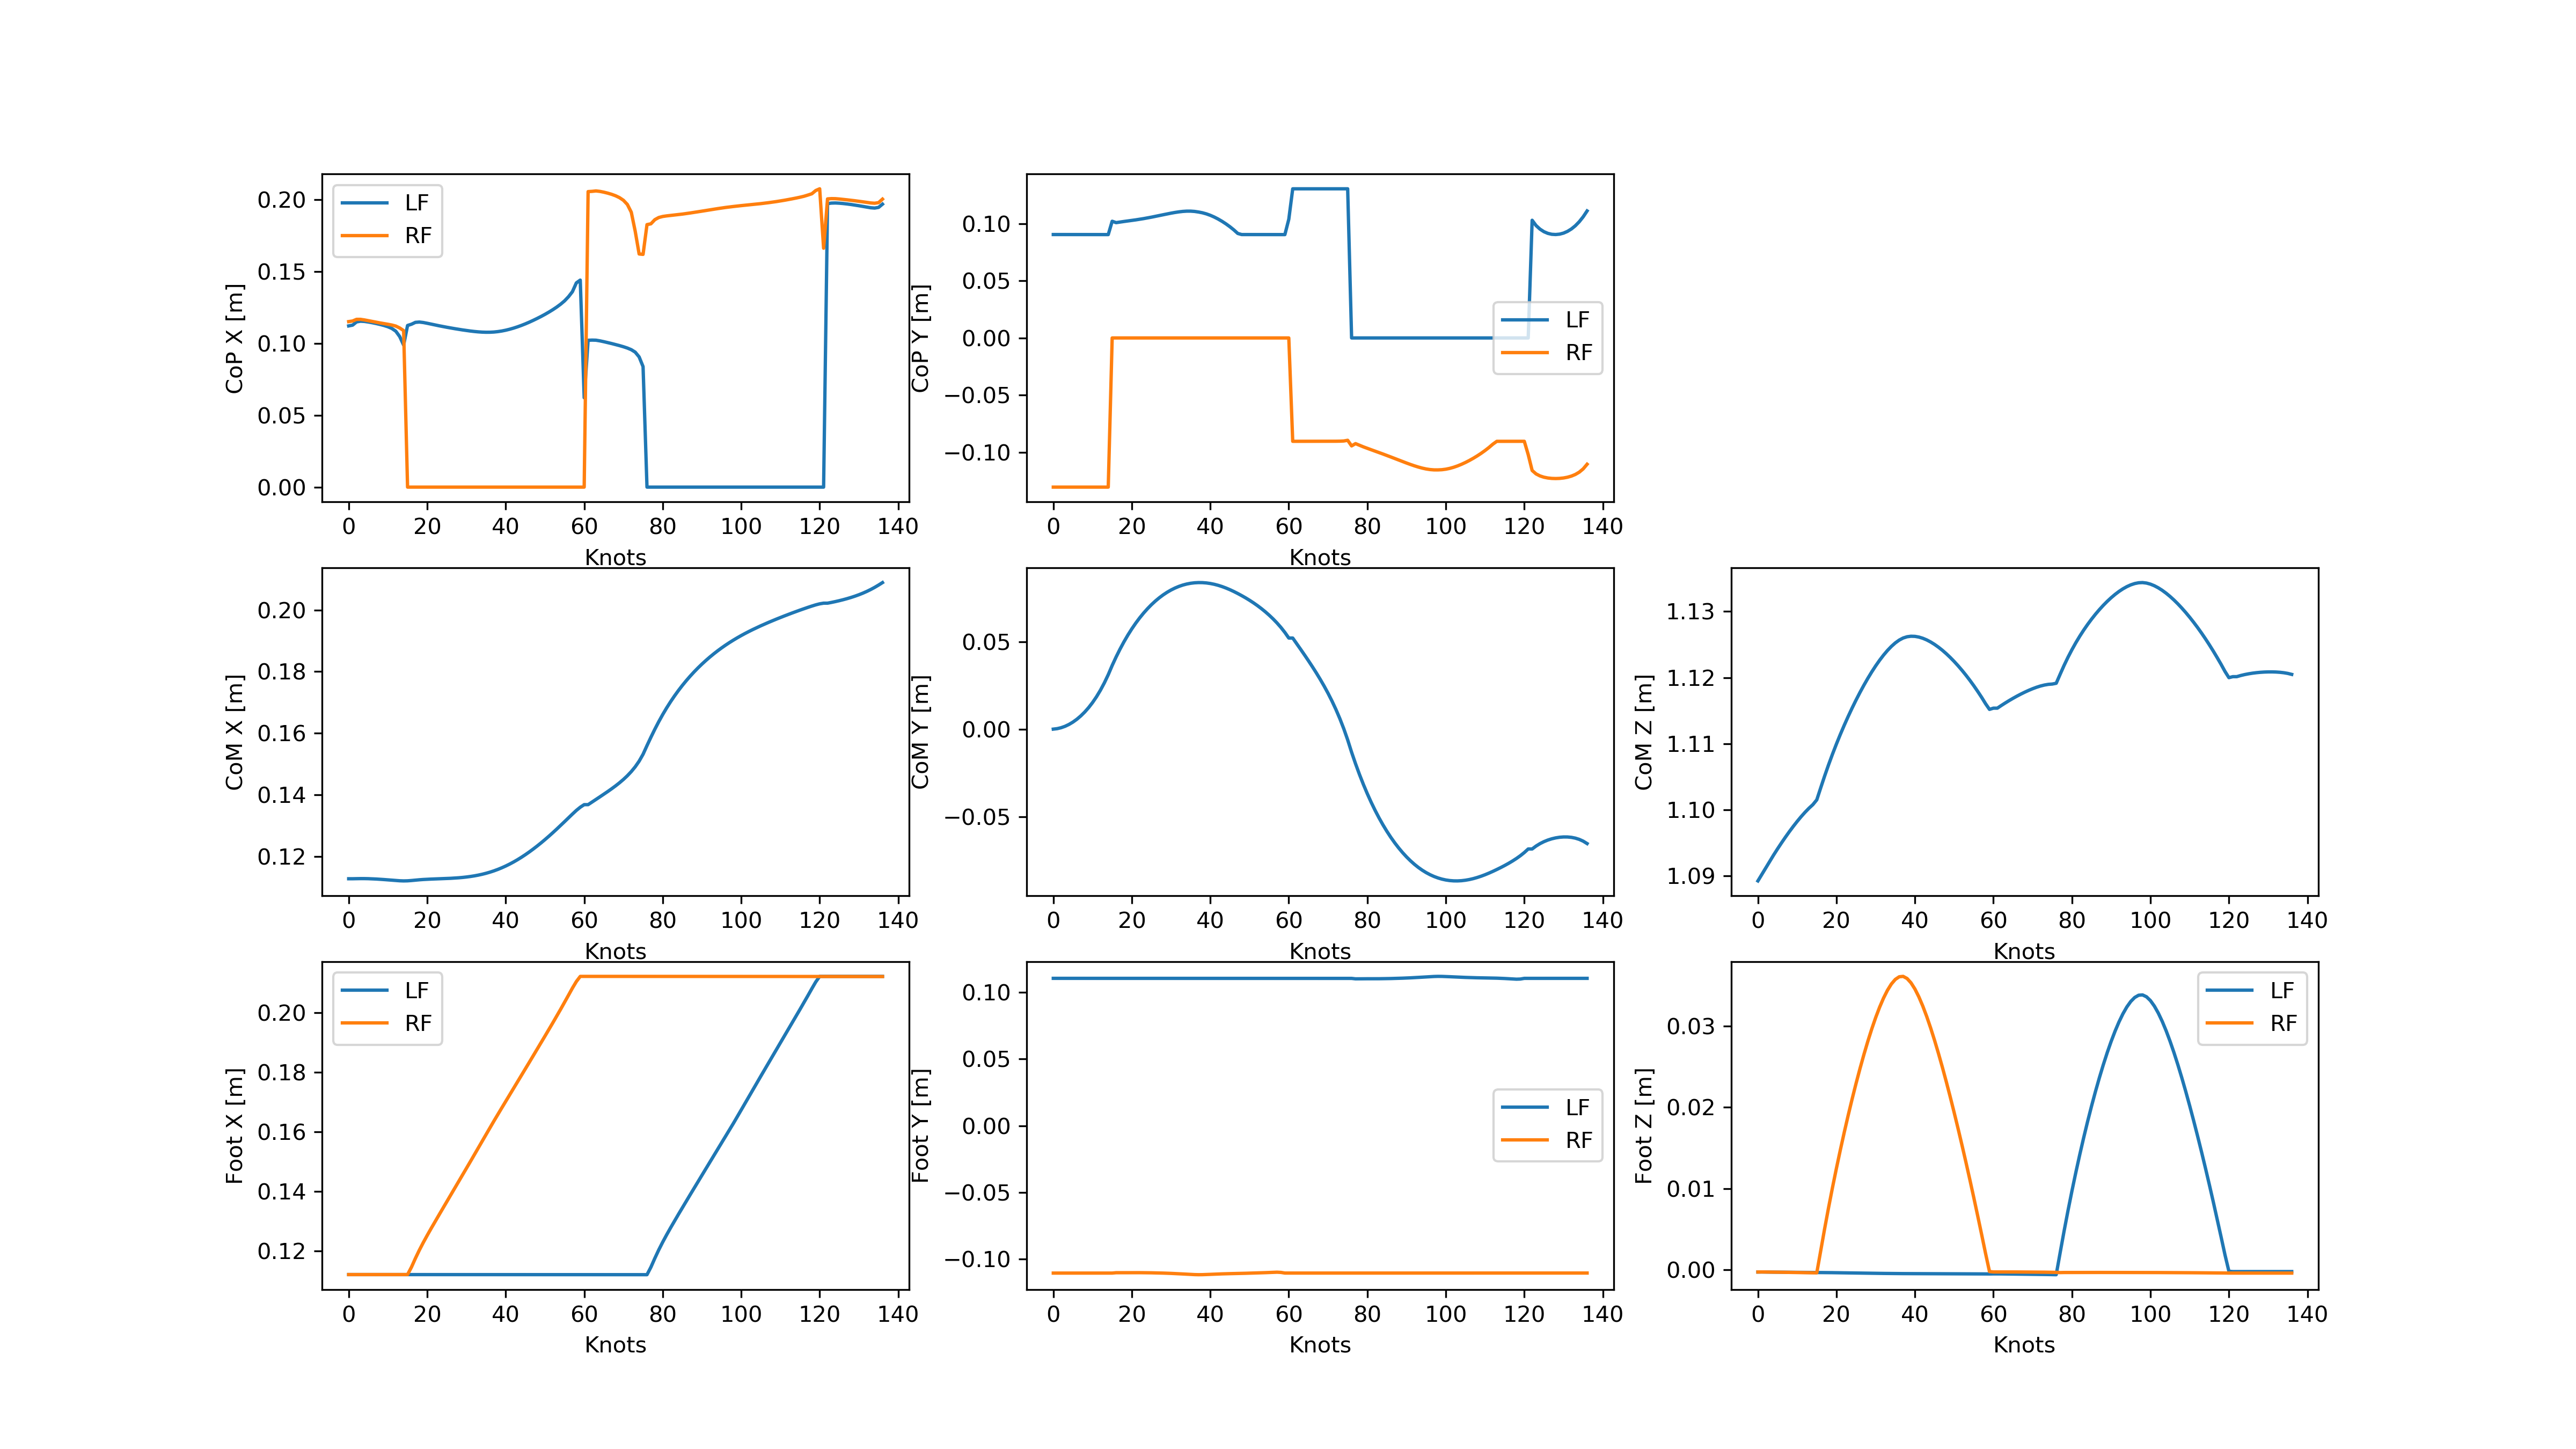 CoP X [m]
0.20
0.15
0.10
0.05
0.00
LF
RF
0 20 40 60 80 100 120 140
Knots
CoP Y [m]
0.10
0.05
0.00
−0.05
−0.10
LF
RF
0 20 40 60 80 100 120 140
Knots
CoM X [m]
0.20
0.18
0.16
0.14
0.12
0 20 40 60 80 100 120 140
Knots
CoM Y [m]
0.05
0.00
−0.05
0 20 40 60 80 100 120 140
Knots
CoM Z [m]
1.13
1.12
1.11
1.10
1.09
0 20 40 60 80 100 120 140
Knots
Foot X [m]
0.20
0.18
0.16
0.14
0.12
LF
RF
0 20 40 60 80 100 120 140
Knots
Foot Y [m]
0.10
0.05
0.00
−0.05
−0.10
LF
RF
0 20 40 60 80 100 120 140
Knots
Foot Z [m]
0.03
0.02
0.01
0.00
LF
RF
0 20 40 60 80 100 120 140
Knots